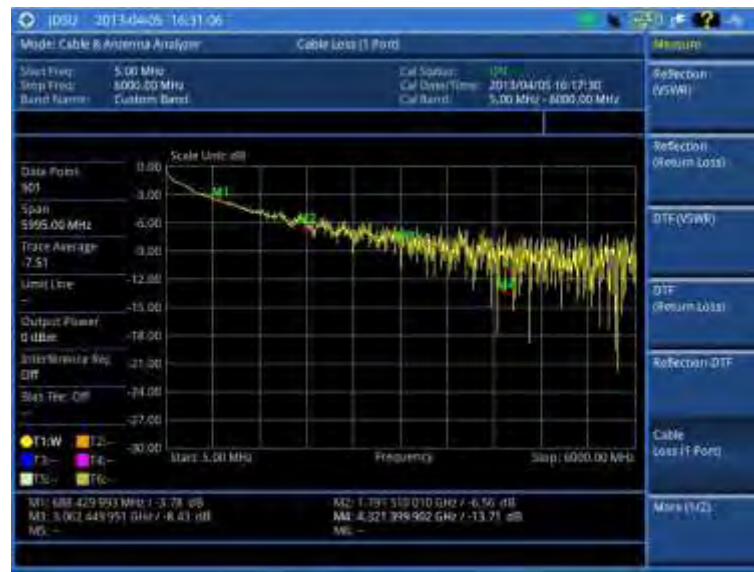 JDSU 2013-04-05 16:31:06
Mode: Cable & Antenna Analyzer
Cable Loss (1 Port)
Measure
Start Freq: 5.00 MHz
Stop Freq: 6000.00 MHz
Band Name: Custom Band
Cal Status: ON
Cal Date/Time: 2013/04/05 16:17:30
Cal Band: 5.00 MHz - 6000.00 MHz
Reflection
(VSWR)
Reflection
(Return Loss)
DTF (VSWR)
DTF
(Return Loss)
Reflection-DTF
Cable
Loss (1 Port)
More (1/2)
Data Point
901
Span
5995.00 MHz
Trace Average
-7.51
Limit Line
--
Output Power
0 dBm
Interference Rej.
Off
Bias Tee: Off
--
T1:W T2:--
T3:-- T4:--
T5:-- T6:--
Scale Unit: dB
0.00
-3.00
-6.00
-9.00
-12.00
-15.00
-18.00
-21.00
-24.00
-27.00
-30.00
M1
M2
M4
Start: 5.00 MHz
Frequency
Stop: 6000.00 MHz
M1: 688.429 993 MHz / -3.78 dB
M2: 1.791 510 010 GHz / -6.56 dB
M3: 3.062 449 951 GHz / -8.43 dB
M4: 4.321 399 902 GHz / -13.71 dB
M5: --
M6: --